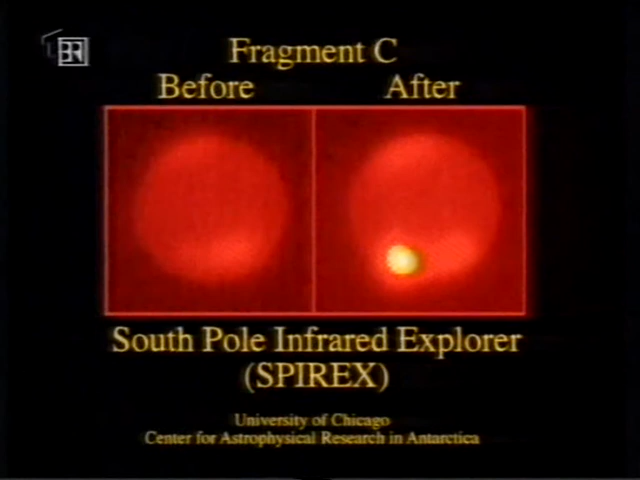 BR
Fragment C
Before After
South Pole Infrared Explorer
(SPIREX)
University of Chicago
Center for Astrophysical Research in Antarctica